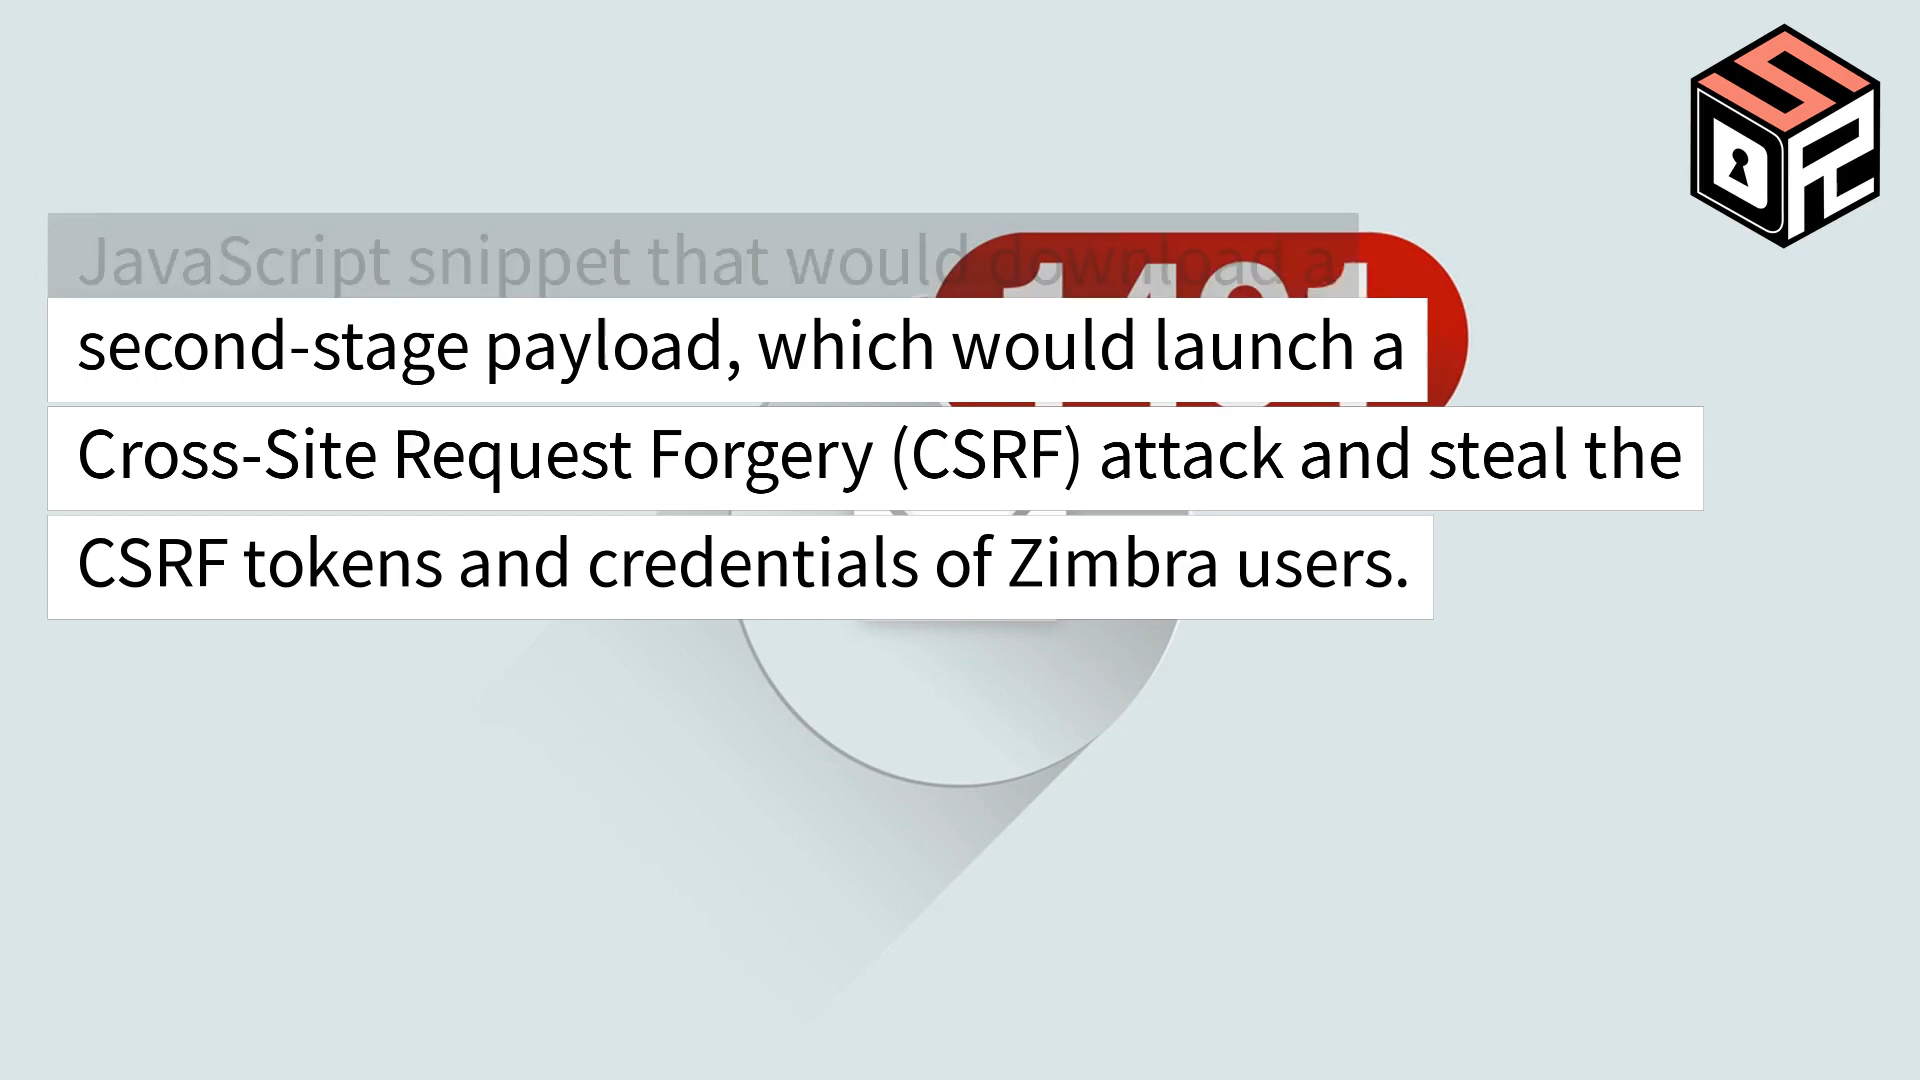 JavaScript snippet that would download a
1491
second-stage payload, which would launch a
Cross-Site Request Forgery (CSRF) attack and steal the
CSRF tokens and credentials of Zimbra users.